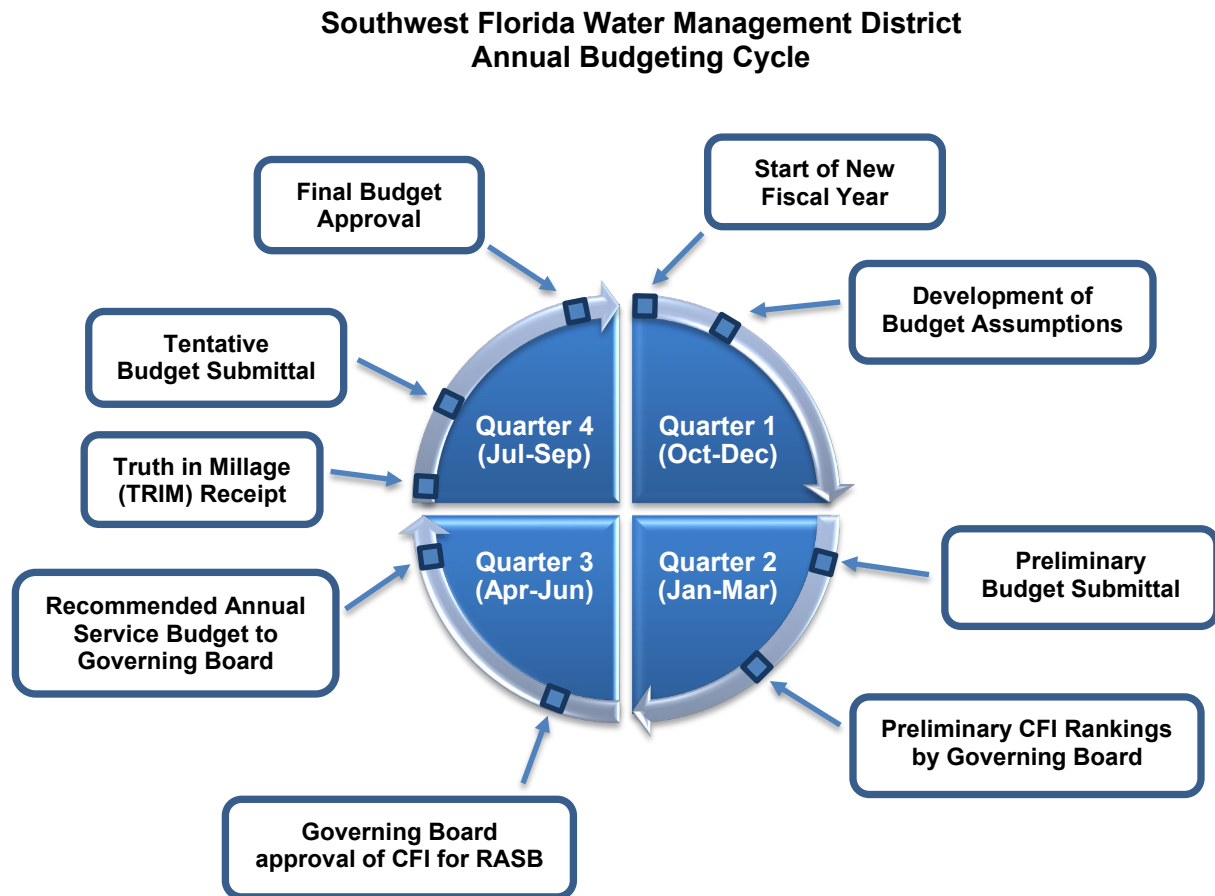 Southwest Florida Water Management District
Annual Budgeting Cycle
Start of New
Fiscal Year
Development of
Budget Assumptions
Quarter 1
(Oct-Dec)
Preliminary
Budget Submittal
Quarter 2
(Jan-Mar)
Preliminary CFI Rankings
by Governing Board
Governing Board
approval of CFI for RASB
Quarter 3
(Apr-Jun)
Recommended Annual
Service Budget to
Governing Board
Truth in Millage
(TRIM) Receipt
Quarter 4
(Jul-Sep)
Tentative
Budget Submittal
Final Budget
Approval